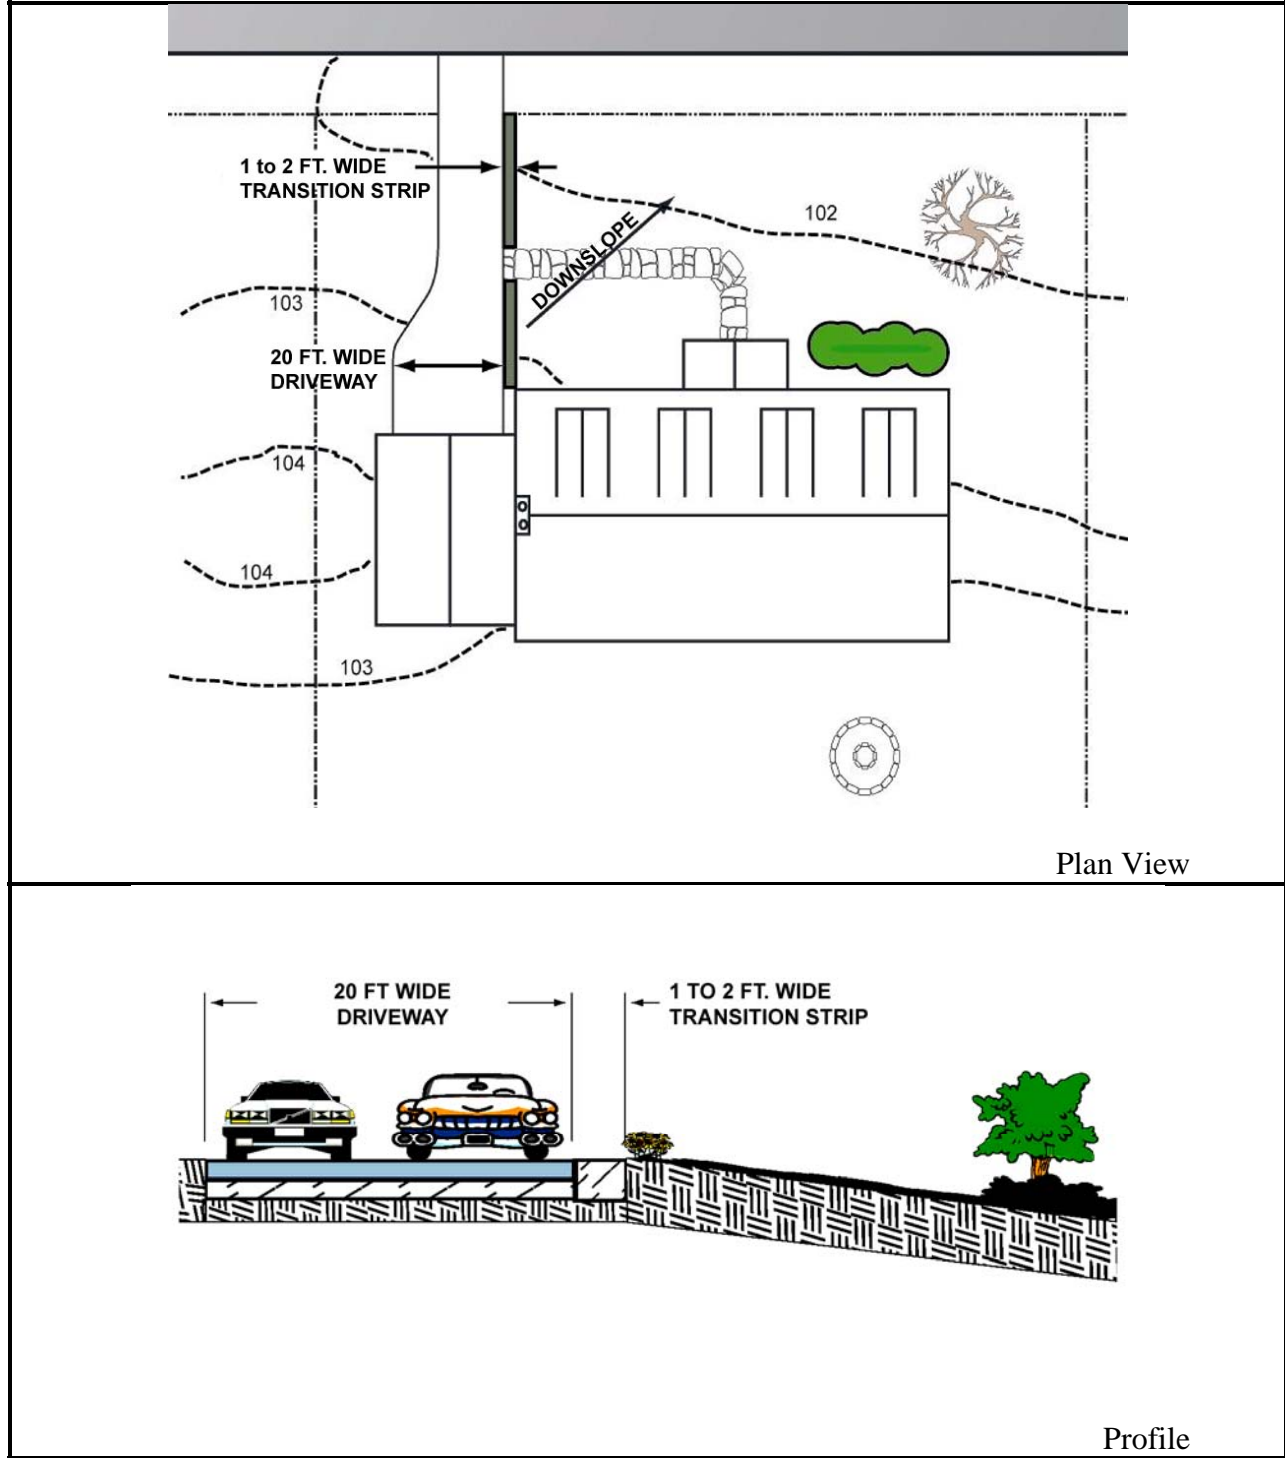 1 to 2 FT. WIDE
TRANSITION STRIP
102
DOWNSLOPE
103
20 FT. WIDE
DRIVEWAY
104
104
103
Plan View
20 FT WIDE
DRIVEWAY
1 TO 2 FT. WIDE
TRANSITION STRIP
Profile